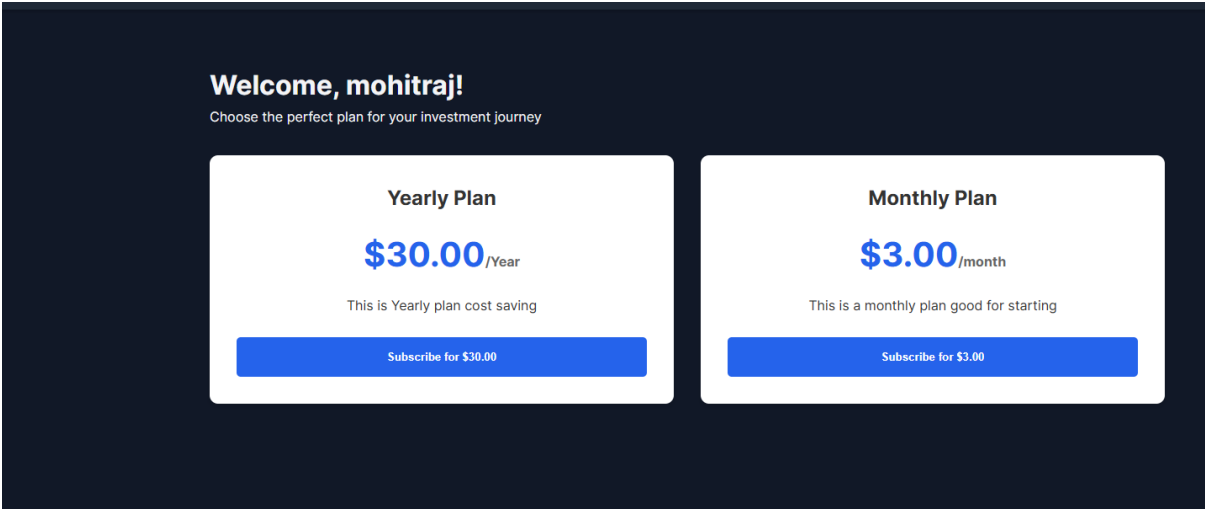 Welcome, mohitraj!
Choose the perfect plan for your investment journey
Yearly Plan
$30.00/Year
This is Yearly plan cost saving
Subscribe for $30.00
Monthly Plan
$3.00/month
This is a monthly plan good for starting
Subscribe for $3.00